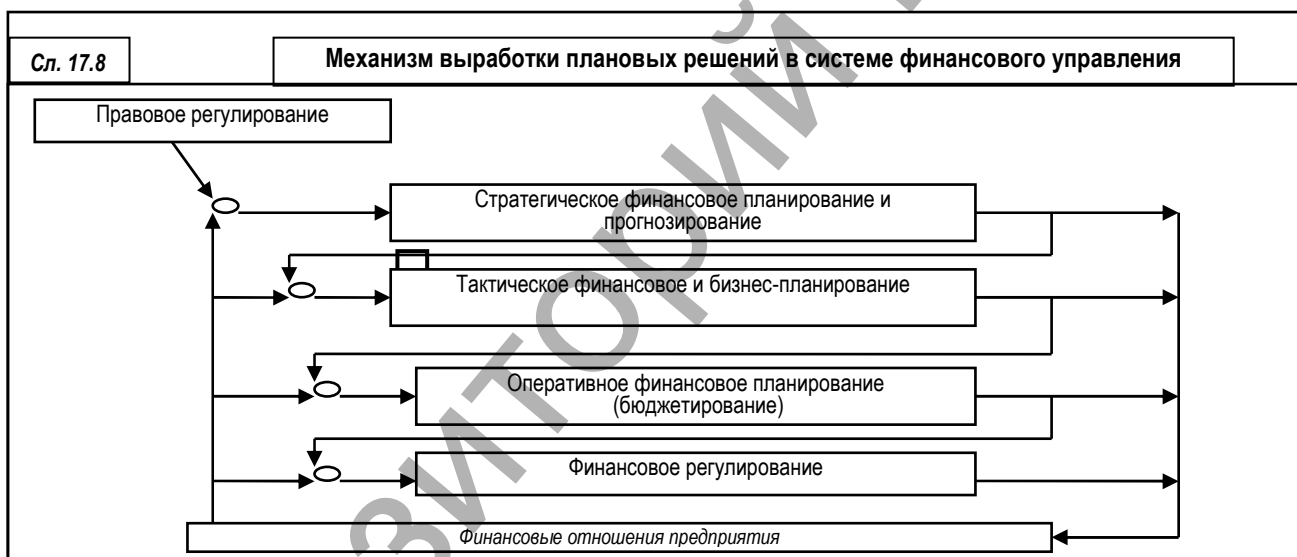 Сл. 17.8
Механизм выработки плановых решений в системе финансового управления
Правовое регулирование
Стратегическое финансовое планирование и
прогнозирование
Тактическое финансовое и бизнес-планирование
Оперативное финансовое планирование
(бюджетирование)
Финансовое регулирование
Финансовые отношения предприятия